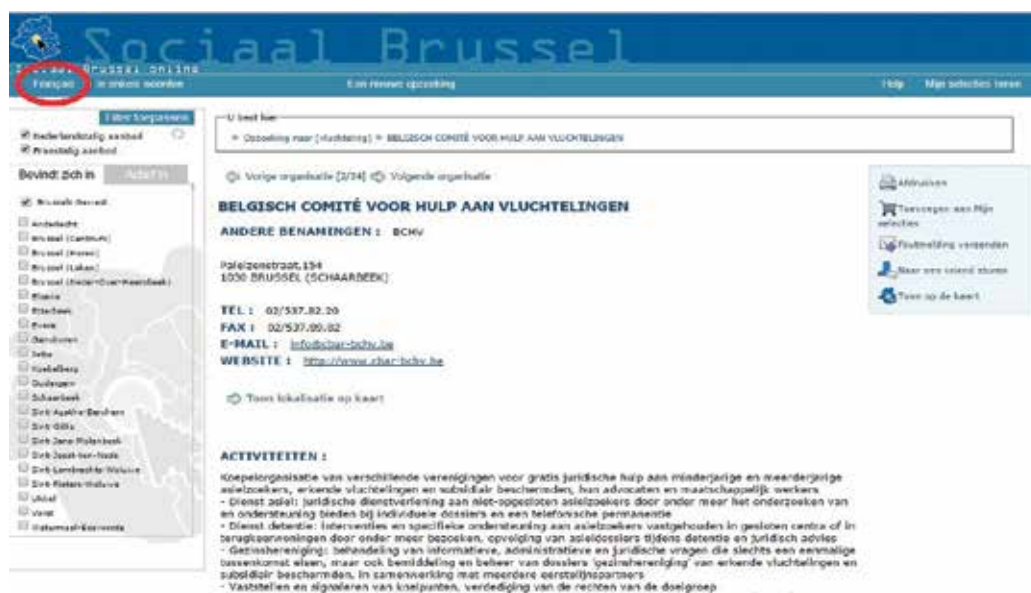 Sociaal Brussel
Brussel online
Français In enkele woorden Een nieuwe opzoeking Help Mijn selecties tonen
Filter toepassen
Nederlandstalig aanbod
Franstalig aanbod
Bevindt zich in Actief in
Brussels Gewest
Anderlecht
Brussel (Centrum)
Brussel (Haren)
Brussel (Laken)
Brussel (Neder-Over-Heembeek)
Elsene
Etterbeek
Evere
Ganshoren
Jette
Koekelberg
Oudergem
Schaarbeek
Sint-Agatha-Berchem
Sint-Gillis
Sint-Jans-Molenbeek
Sint-Joost-ten-Node
Sint-Lambrechts-Woluwe
Sint-Pieters-Woluwe
Ukkel
Vorst
Watermaal-Bosvoorde
U bent hier
» Opzoeking naar [vluchteling] » BELGISCH COMITÉ VOOR HULP AAN VLUCHTELINGEN
Vorige organisatie [2/34] Volgende organisatie
BELGISCH COMITÉ VOOR HULP AAN VLUCHTELINGEN
ANDERE BENAMINGEN : BCHV
Paleizenstraat,154
1030 BRUSSEL (SCHAARBEEK)
TEL : 02/537.82.20
FAX : 02/537.89.82
E-MAIL : info@cbar-bchv.be
WEBSITE : http://www.cbar-bchv.be
Toon lokalisatie op kaart
ACTIVITEITEN :
Koepelorganisatie van verschillende verenigingen voor gratis juridische hulp aan minderjarige en meerderjarige
asielzoekers, erkende vluchtelingen en subsidiair beschermden, hun advocaten en maatschappelijk werkers
- Dienst asiel: juridische dienstverlening aan niet-opgesloten asielzoekers door onder meer het onderzoeken van
en ondersteuning bieden bij individuele dossiers en een telefonische permanentie
- Dienst detentie: interventies en specifieke ondersteuning aan asielzoekers vastgehouden in gesloten centra of in
terugkeerwoningen door onder meer bezoeken, opvolging van asieldossiers tijdens detentie en juridisch advies
- Gezinshereniging: behandeling van informatieve, administratieve en juridische vragen die slechts een eenmalige
tussenkomst eisen, maar ook bemiddeling en beheer van dossiers 'gezinshereniging' van erkende vluchtelingen en
subsidiair beschermden, in samenwerking met meerdere eerstelijnspartners
- Vaststellen en signaleren van knelpunten, verdediging van de rechten van de doelgroep
Afdrukken
Toevoegen aan Mijn
selecties
Foutmelding verzenden
Naar een vriend sturen
Toon op de kaart